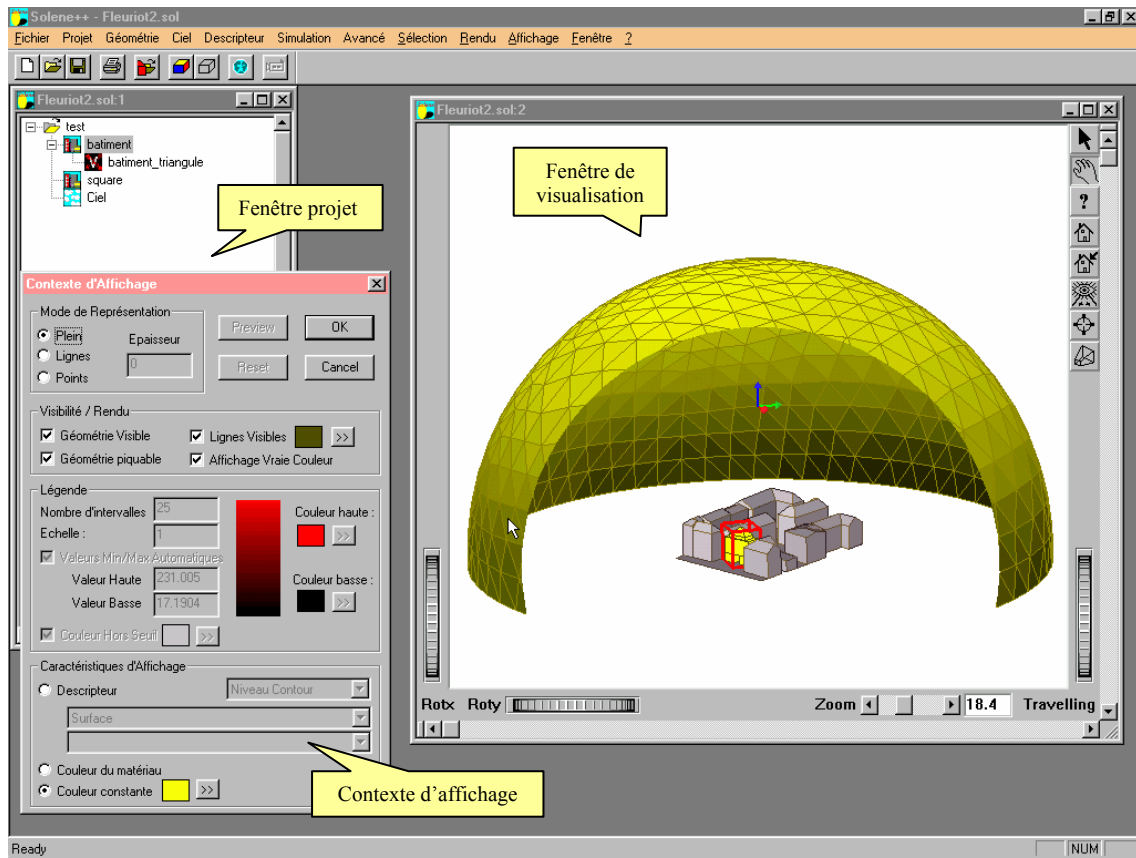 Solene++ - Fleuriot2.sol
Fichier Projet Géométrie Ciel Descripteur Simulation Avancé Sélection Rendu Affichage Fenêtre ?
Fleuriot2.sol:1
test
batiment
batiment_triangule
square
Ciel
Fenêtre projet
Contexte d'Affichage
Mode de Représentation
Plein
Lignes
Points
Epaisseur
0
Preview
OK
Reset
Cancel
Visibilité / Rendu
Géométrie Visible
Lignes Visibles
>>
Géométrie piquable
Affichage Vraie Couleur
Légende
Nombre d'intervalles
25
Echelle :
1
Valeurs Min/Max Automatiques
Valeur Haute
231.005
Valeur Basse
17.1904
Couleur Hors Seuil
>>
Couleur haute :
>>
Couleur basse :
>>
Caractéristiques d'Affichage
Descripteur
Niveau Contour
Surface
Couleur du matériau
Couleur constante
>>
Contexte d'affichage
Fleuriot2.sol:2
Fenêtre de
visualisation
?
Rotx Roty
Zoom
18.4
Travelling
Ready
NUM